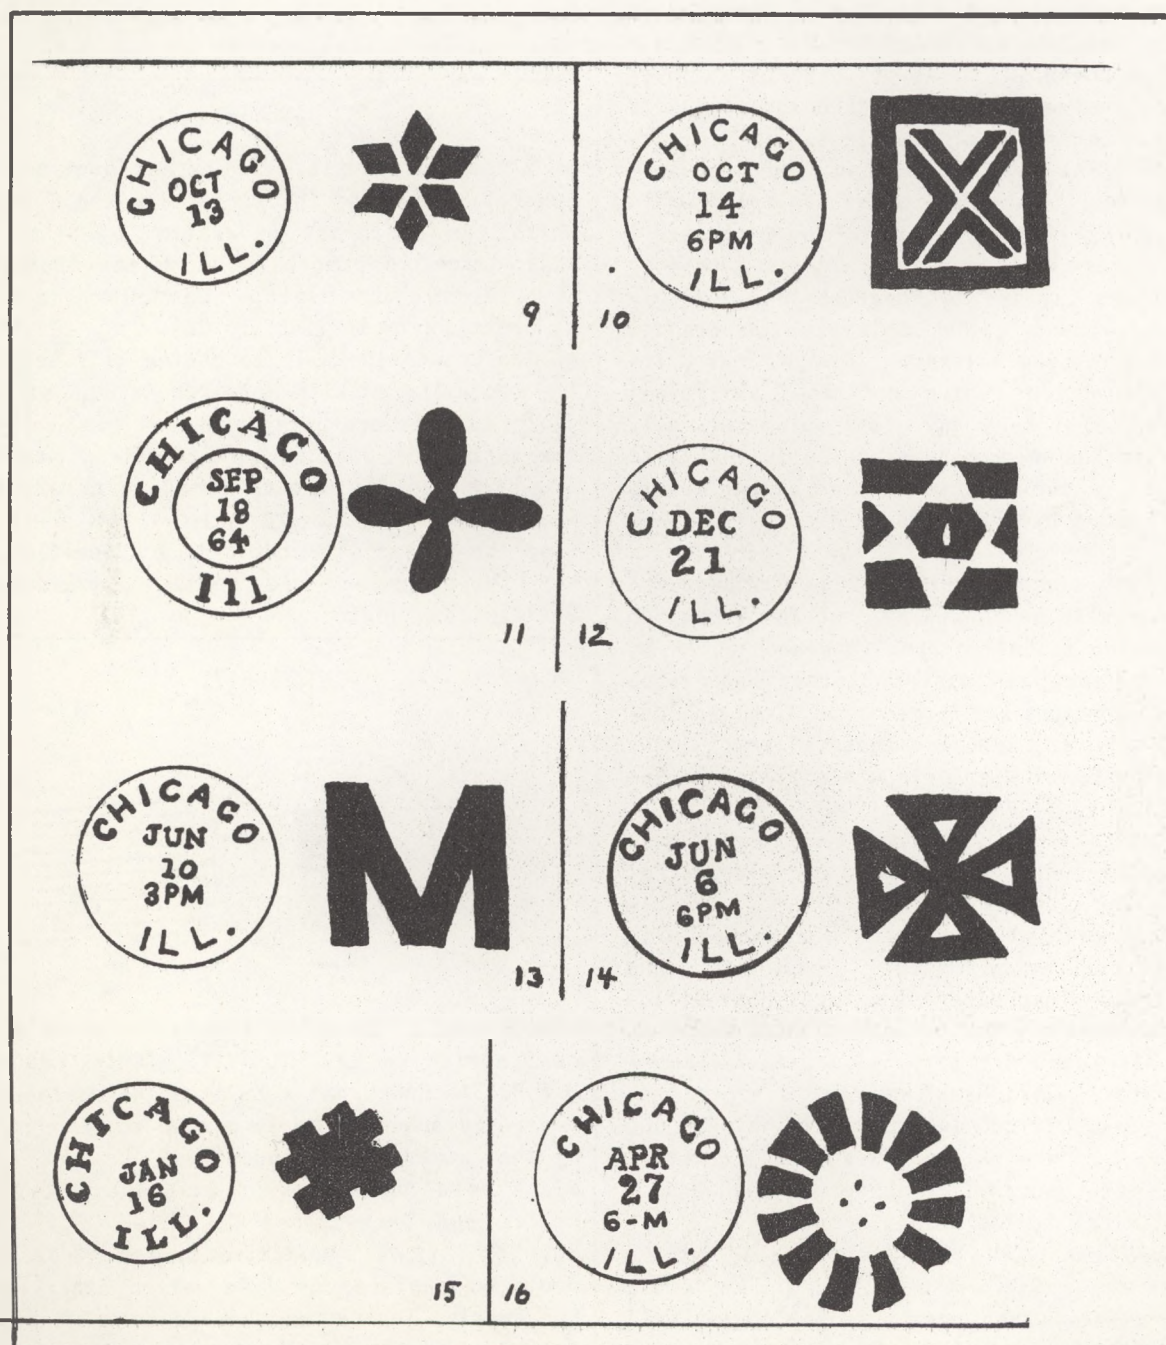 CHICAGO
OCT
13
ILL.
9
CHICAGO
OCT
14
6PM
ILL.
10
CHICAGO
SEP
18
64
Ill
11
CHICAGO
DEC
21
ILL.
12
CHICAGO
JUN
10
3PM
ILL.
M
13
CHICAGO
JUN
6
6PM
ILL.
14
CHICAGO
JAN
16
ILL.
15
CHICAGO
APR
27
6-M
ILL.
16